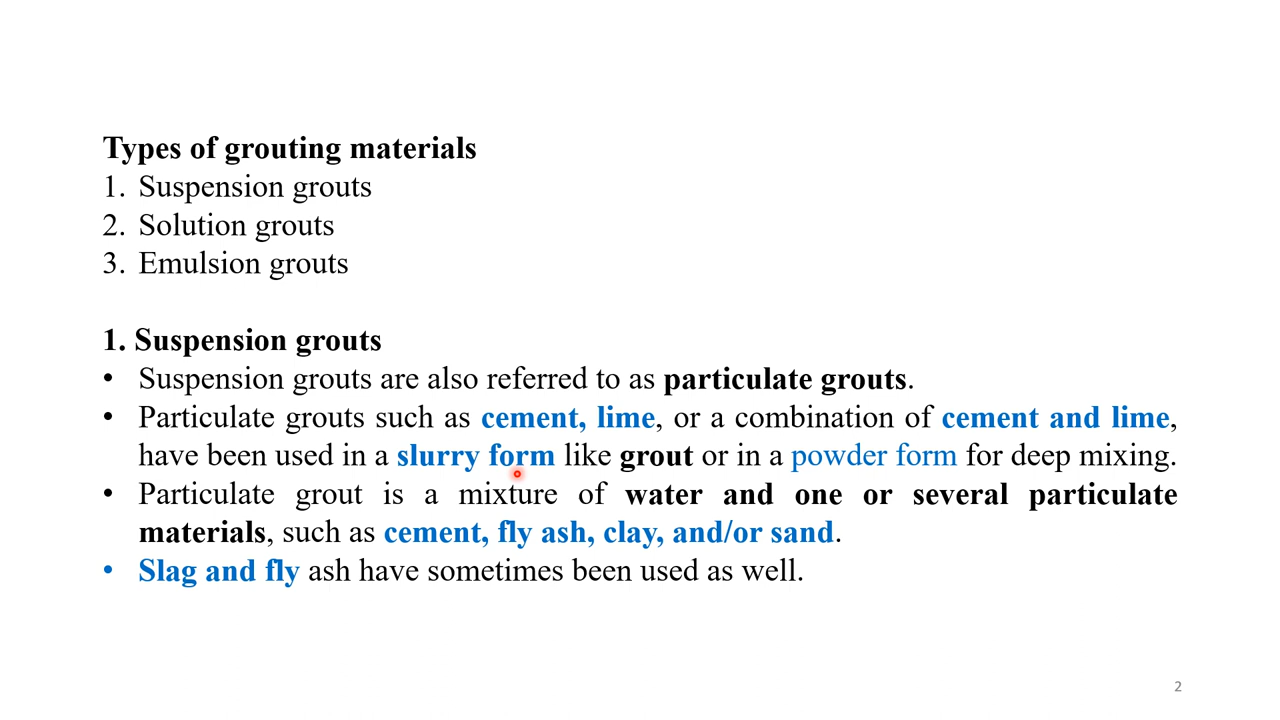 Types of grouting materials
1. Suspension grouts
2. Solution grouts
3. Emulsion grouts
1. Suspension grouts
• Suspension grouts are also referred to as particulate grouts.
• Particulate grouts such as cement, lime, or a combination of cement and lime,
have been used in a slurry form like grout or in a powder form for deep mixing.
• Particulate grout is a mixture of water and one or several particulate
materials, such as cement, fly ash, clay, and/or sand.
• Slag and fly ash have sometimes been used as well.
2